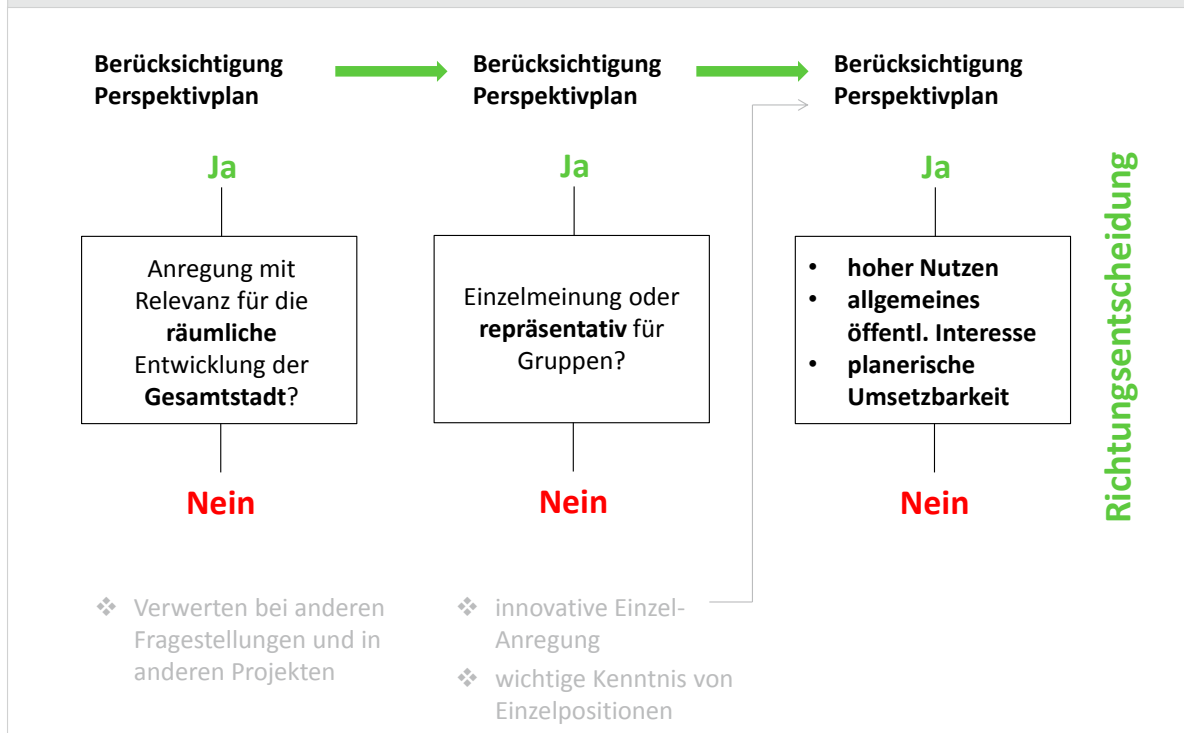 Berücksichtigung
Perspektivplan
Ja
Anregung mit
Relevanz für die
räumliche
Entwicklung der
Gesamtstadt?
Nein
❖ Verwerten bei anderen
Fragestellungen und in
anderen Projekten
Berücksichtigung
Perspektivplan
Ja
Einzelmeinung oder
repräsentativ für
Gruppen?
Nein
❖ innovative Einzel-
Anregung
❖ wichtige Kenntnis von
Einzelpositionen
Berücksichtigung
Perspektivplan
Ja
• hoher Nutzen
• allgemeines
öffentl. Interesse
• planerische
Umsetzbarkeit
Nein
Richtungsentscheidung